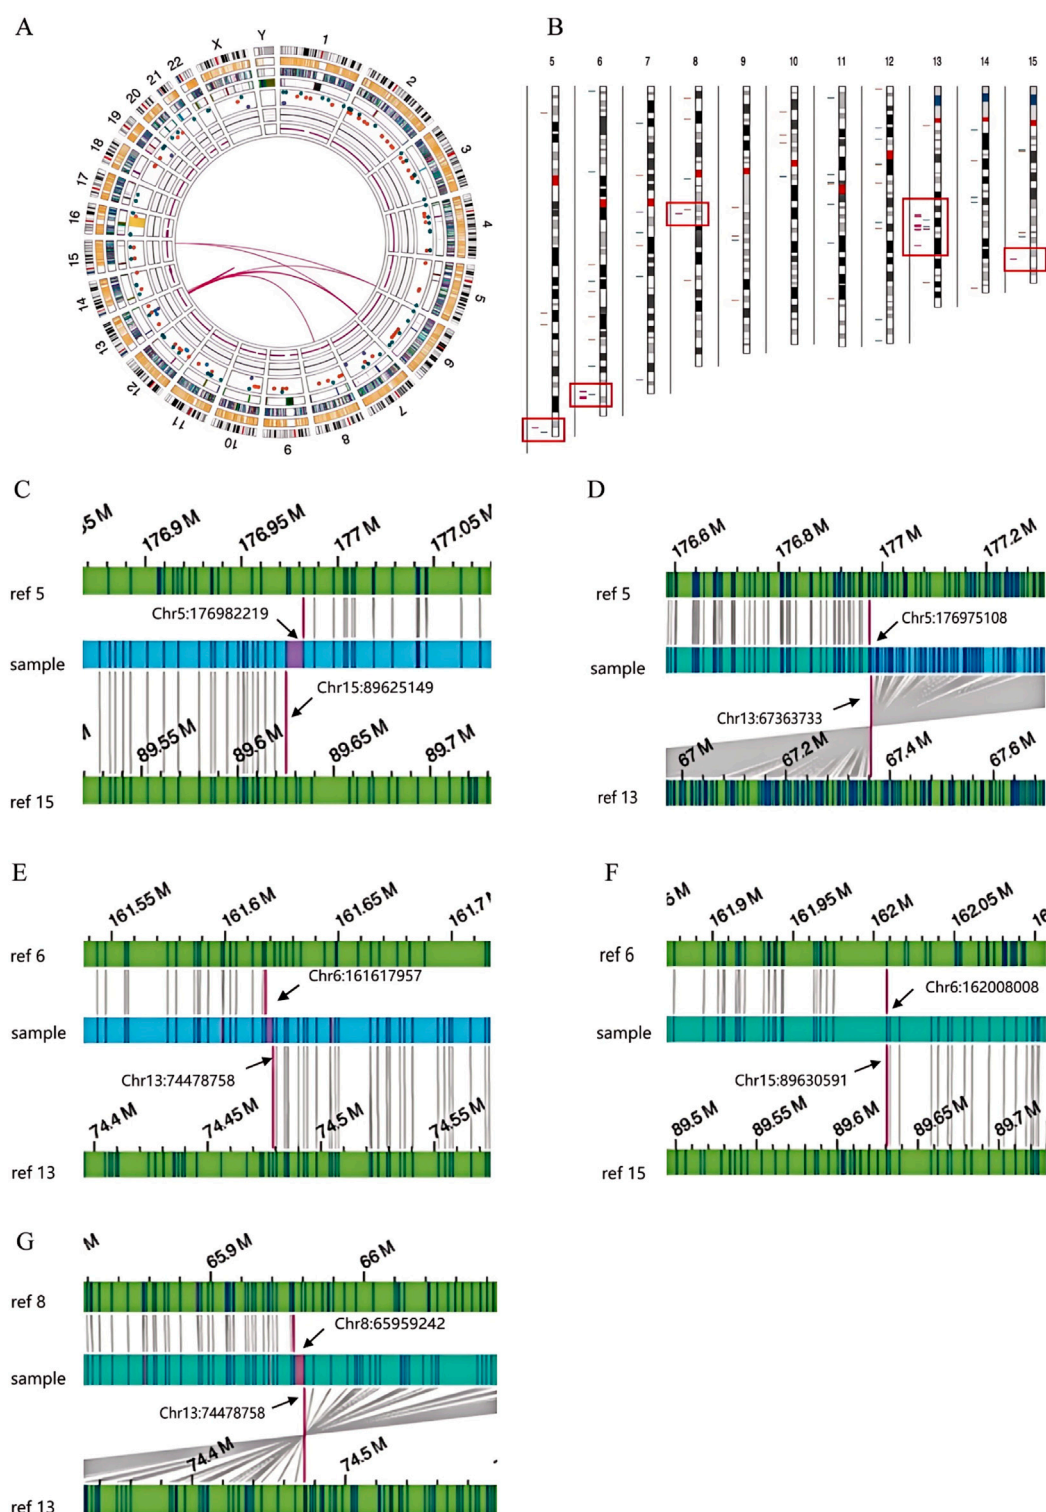 A
B
X
Y
1
2
3
4
5
6
7
8
9
10
11
12
13
14
15
16
17
18
19
20
21
22
5 6 7 8 9 10 11 12 13 14 15
C
176.9 M 176.95 M 177 M 177.05 M
ref 5
Chr5:176982219
sample
Chr15:89625149
M 89.55 M 89.6 M 89.65 M 89.7 M
ref 15
D
176.6 M 176.8 M 177 M 177.2 M
ref 5
Chr5:176975108
sample
Chr13:67363733
67 M 67.2 M 67.4 M 67.6 M
ref 13
E
161.55 M 161.6 M 161.65 M
ref 6
Chr6:161617957
sample
Chr13:74478758
74.4 M 74.45 M 74.5 M 74.55 M
ref 13
F
161.9 M 161.95 M 162 M 162.05 M
ref 6
Chr6:162008008
sample
Chr15:89630591
89.5 M 89.55 M 89.6 M 89.65 M 89.7 M
ref 15
G
M 65.9 M 66 M
ref 8
Chr8:65959242
sample
Chr13:74478758
74.4 M 74.5 M
ref 13